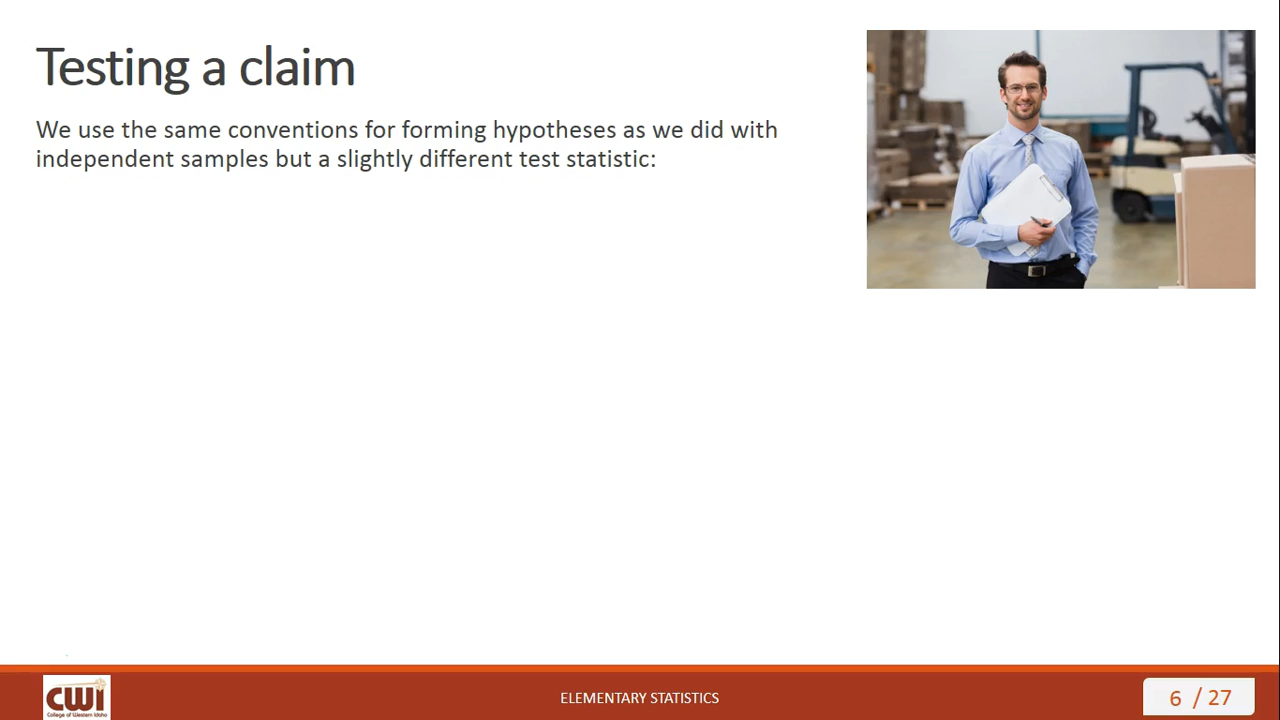 Testing a claim
We use the same conventions for forming hypotheses as we did with
independent samples but a slightly different test statistic:
CWI
College of Western Idaho
ELEMENTARY STATISTICS
6 / 27